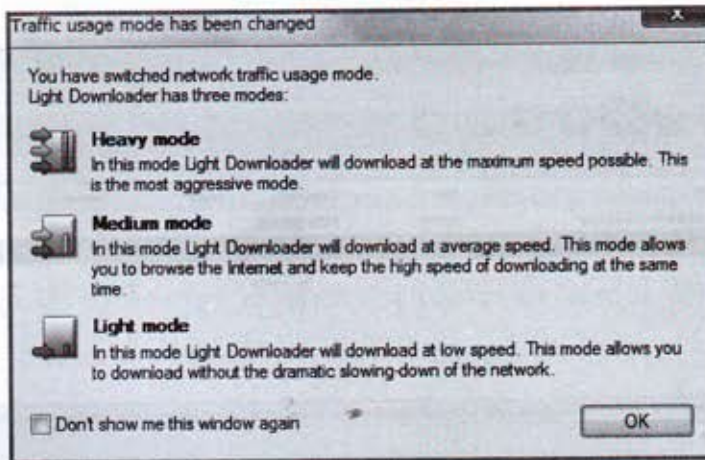 Traffic usage mode has been changed
You have switched network traffic usage mode.
Light Downloader has three modes:
Heavy mode
In this mode Light Downloader will download at the maximum speed possible. This
is the most aggressive mode.
Medium mode
In this mode Light Downloader will download at average speed. This mode allows
you to browse the Internet and keep the high speed of downloading at the same
time.
Light mode
In this mode Light Downloader will download at low speed. This mode allows you
to download without the dramatic slowing-down of the network.
Don't show me this window again
OK